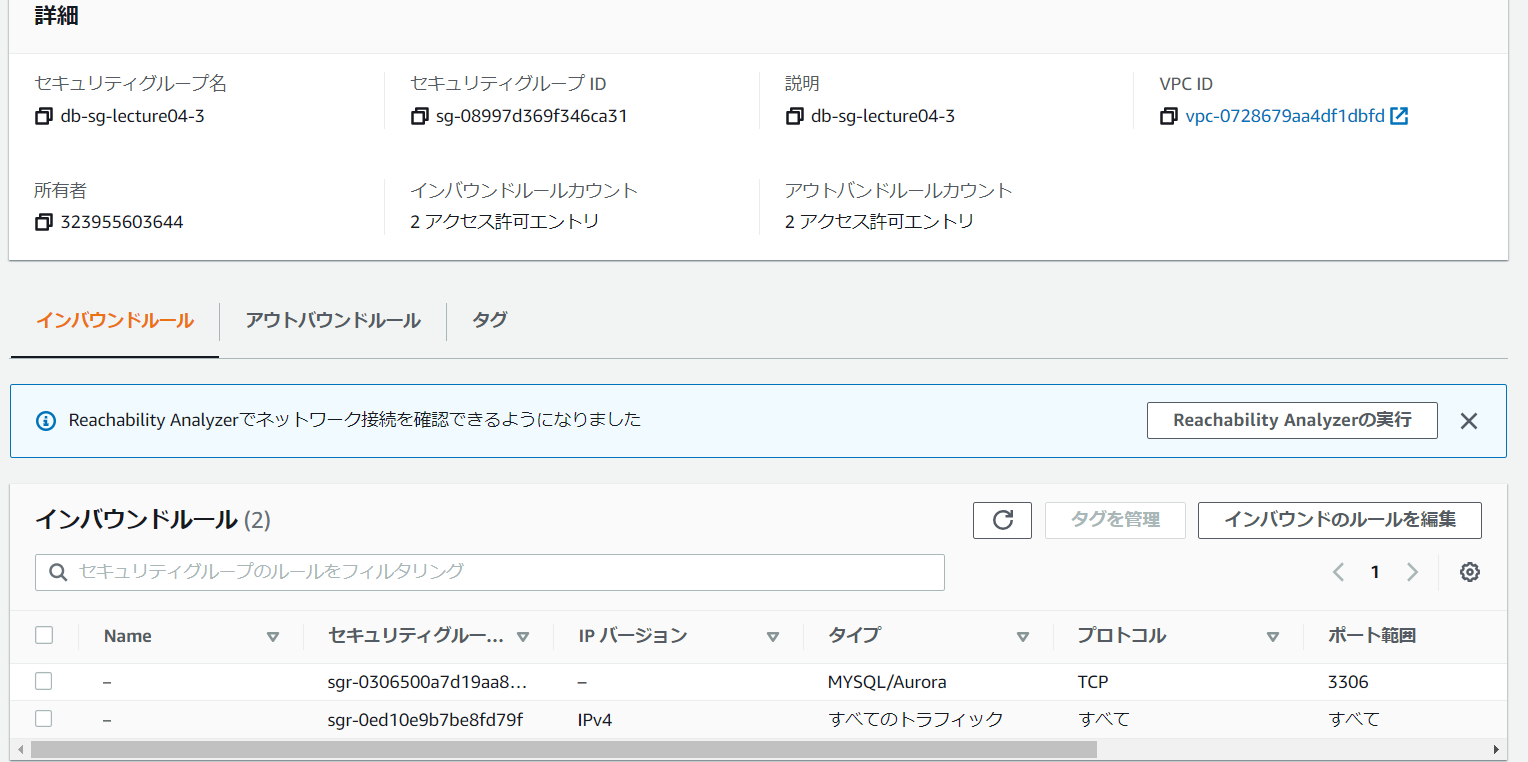 詳細
セキュリティグループ名 セキュリティグループ ID 説明 VPC ID
db-sg-lecture04-3 sg-08997d369f346ca31 db-sg-lecture04-3 vpc-0728679aa4df1dbfd
所有者 インバウンドルールカウント アウトバンドルールカウント
323955603644 2 アクセス許可エントリ 2 アクセス許可エントリ
インバウンドルール アウトバウンドルール タグ
Reachability Analyzerでネットワーク接続を確認できるようになりました Reachability Analyzerの実行
インバウンドルール (2) タグを管理 インバウンドのルールを編集
セキュリティグループのルールをフィルタリング 1
Name セキュリティグルー... IP バージョン タイプ プロトコル ポート範囲
– sgr-0306500a7d19aa8... – MYSQL/Aurora TCP 3306
– sgr-0ed10e9b7be8fd79f IPv4 すべてのトラフィック すべて すべて